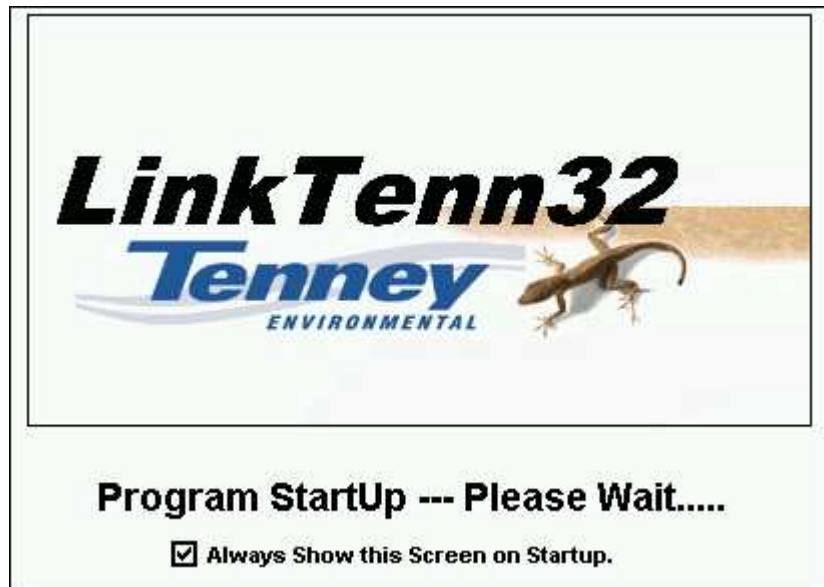 LinkTenn32
Tenney
ENVIRONMENTAL
Program StartUp --- Please Wait.....
Always Show this Screen on Startup.